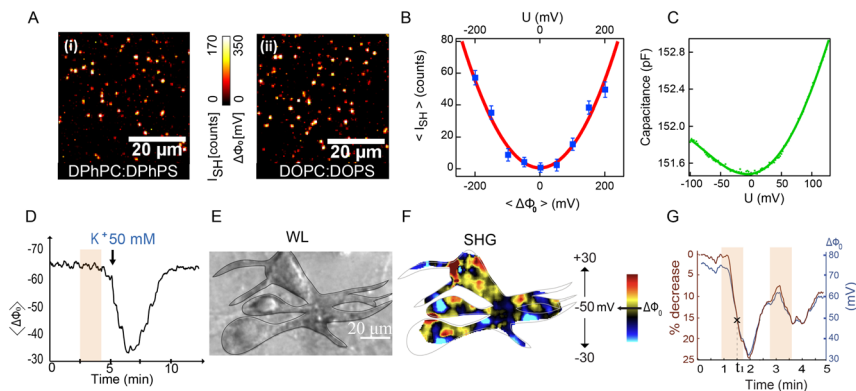 A
(i)
20 µm
DPhPC:DPhPS
0 170
I_SH[counts]
0 350
ΔΦ₀[mV]
(ii)
20 µm
DOPC:DOPS
B
U
(mV)
-200 0 200
80
60
40
20
0
< I_SH > (counts)
-200 0 200
< ΔΦ₀ > (mV)
C
Capacitance (pF)
152.8
152.4
152.0
151.6
-100 -50 0 50 100
U (mV)
D
K⁺50 mM
-70
-60
-50
-40
-30
⟨ΔΦ₀⟩
0 5 10
Time (min)
E
WL
20 µm
F
SHG
+30
-50 mV
ΔΦ₀
-30
G
% decrease
0
5
10
15
20
25
0 1 t₁ 2 3 4 5
Time (min)
ΔΦ₀
80
70
60
50
40
30
(mV)